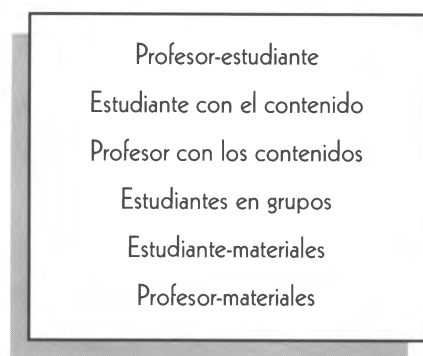 Profesor-estudiante
Estudiante con el contenido
Profesor con los contenidos
Estudiantes en grupos
Estudiante-materiales
Profesor-materiales